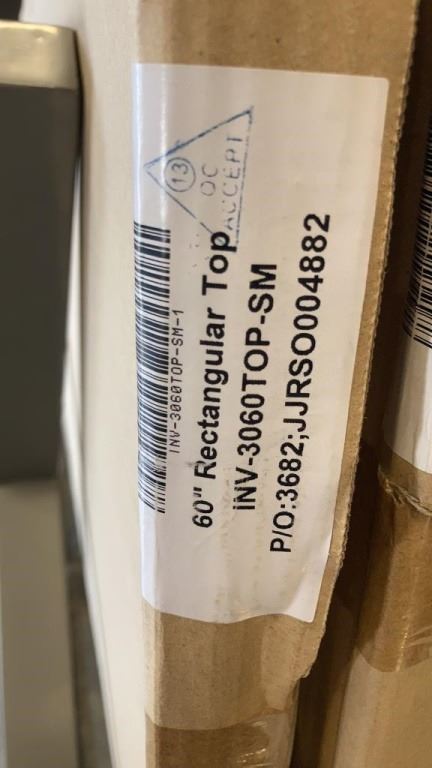 13
QC
ACCEPT
INV-3060TOP-SM-1
60" Rectangular Top
iNV-3060TOP-SM
P/O:3682;JJRSO004882